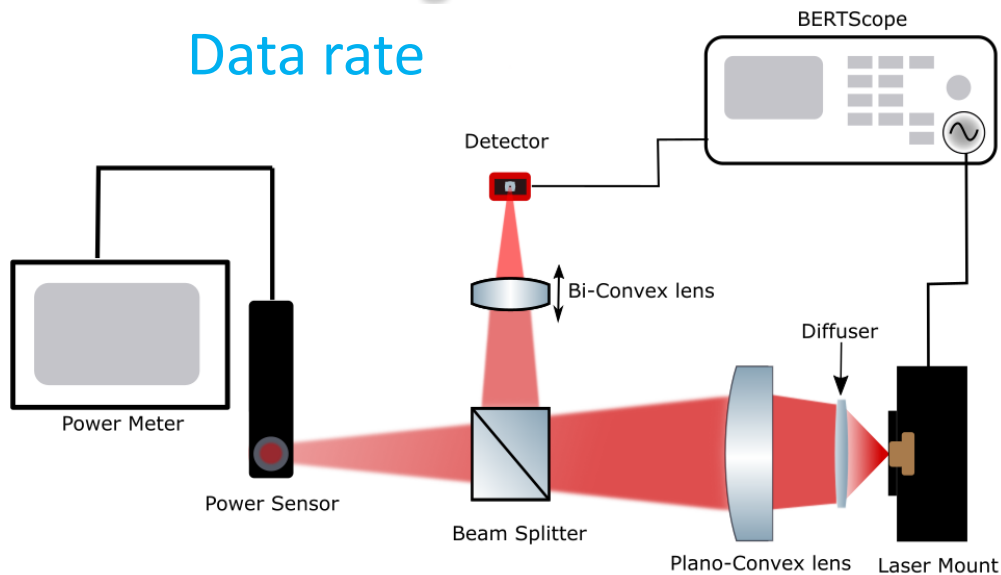 BERTScope
Data rate
Detector
Bi-Convex lens
Diffuser
Power Meter
Power Sensor
Beam Splitter
Plano-Convex lens
Laser Mount